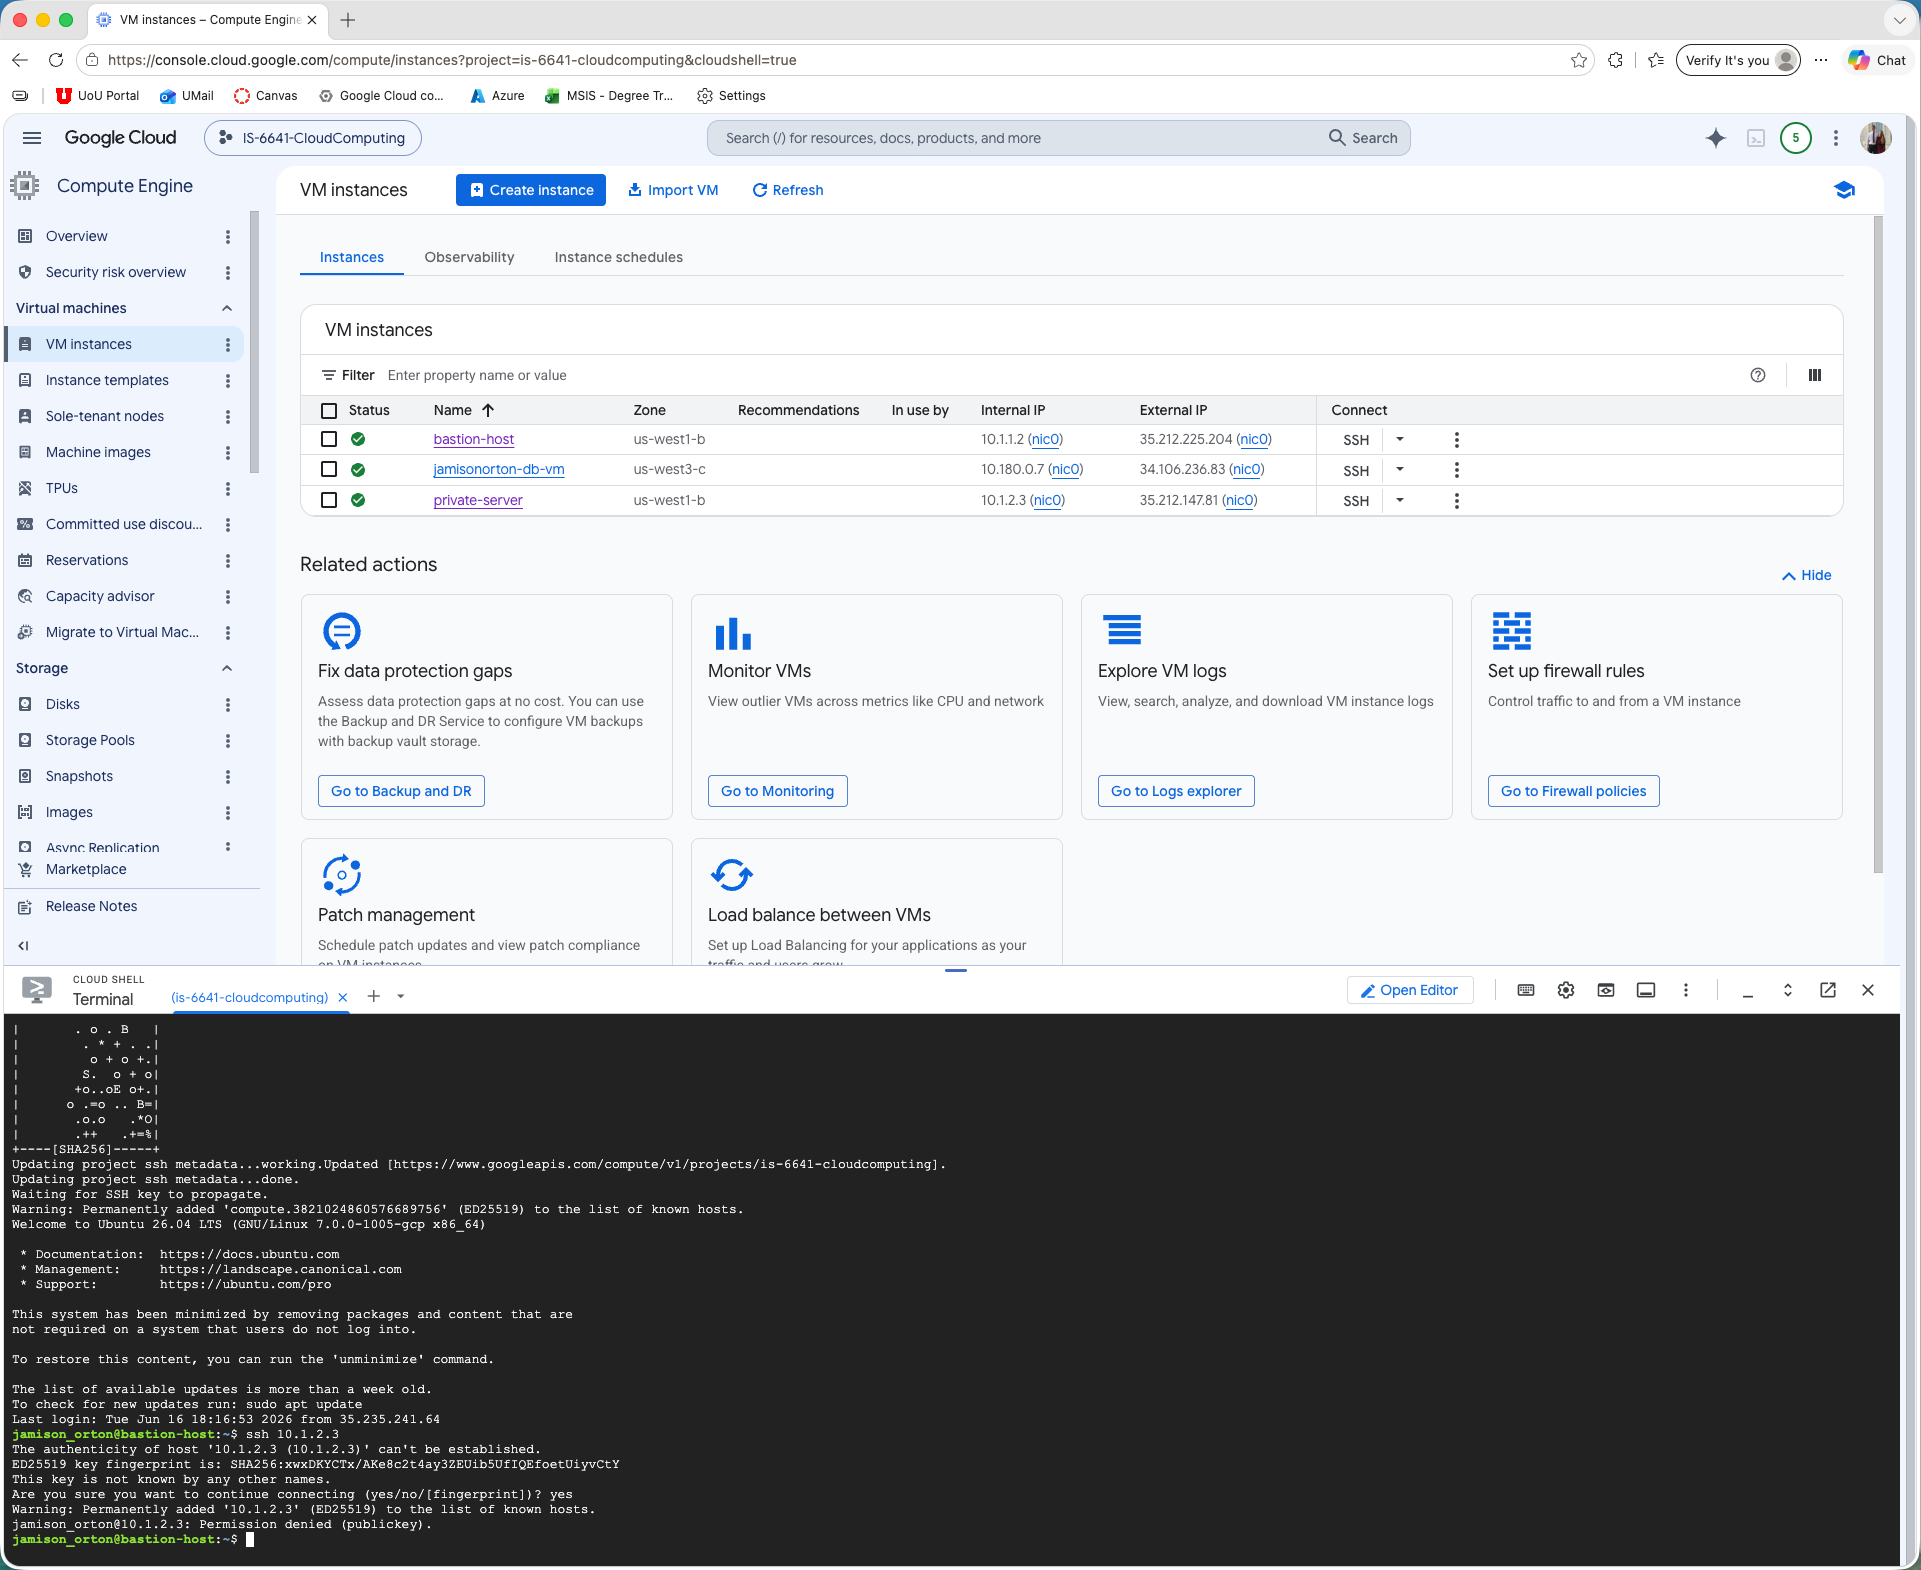 VM instances – Compute Engine
https://console.cloud.google.com/compute/instances?project=is-6641-cloudcomputing&cloudshell=true
Verify It's you
Chat
UoU Portal
UMail
Canvas
Google Cloud co...
Azure
MSIS - Degree Tr...
Settings
Google Cloud
IS-6641-CloudComputing
Search (/) for resources, docs, products, and more
Search
5
Compute Engine
Overview
Security risk overview
Virtual machines
VM instances
Instance templates
Sole-tenant nodes
Machine images
TPUs
Committed use discou...
Reservations
Capacity advisor
Migrate to Virtual Mac...
Storage
Disks
Storage Pools
Snapshots
Images
Async Replication
Marketplace
Release Notes
VM instances
Create instance
Import VM
Refresh
Instances
Observability
Instance schedules
VM instances
Filter Enter property name or value
Status Name Zone Recommendations In use by Internal IP External IP Connect
bastion-host us-west1-b 10.1.1.2 (nic0) 35.212.225.204 (nic0) SSH
jamisonorton-db-vm us-west3-c 10.180.0.7 (nic0) 34.106.236.83 (nic0) SSH
private-server us-west1-b 10.1.2.3 (nic0) 35.212.147.81 (nic0) SSH
Related actions
Hide
Fix data protection gaps
Assess data protection gaps at no cost. You can use
the Backup and DR Service to configure VM backups
with backup vault storage.
Go to Backup and DR
Monitor VMs
View outlier VMs across metrics like CPU and network
Go to Monitoring
Explore VM logs
View, search, analyze, and download VM instance logs
Go to Logs explorer
Set up firewall rules
Control traffic to and from a VM instance
Go to Firewall policies
Patch management
Schedule patch updates and view patch compliance
on VM instances
Load balance between VMs
Set up Load Balancing for your applications as your
traffic and users grow
CLOUD SHELL
Terminal
(is-6641-cloudcomputing)
Open Editor
|       . o . B   |
|        . * + . .|
|         o + o +.|
|        S.  o + o|
|       +o..oE o+.|
|      o .=o .. B=|
|       .o.o   .*O|
|       .++   .+=%|
+----[SHA256]-----+
Updating project ssh metadata...working.Updated [https://www.googleapis.com/compute/v1/projects/is-6641-cloudcomputing].
Updating project ssh metadata...done.
Waiting for SSH key to propagate.
Warning: Permanently added 'compute.3821024860576689756' (ED25519) to the list of known hosts.
Welcome to Ubuntu 26.04 LTS (GNU/Linux 7.0.0-1005-gcp x86_64)
* Documentation:  https://docs.ubuntu.com
* Management:     https://landscape.canonical.com
* Support:        https://ubuntu.com/pro
This system has been minimized by removing packages and content that are
not required on a system that users do not log into.
To restore this content, you can run the 'unminimize' command.
The list of available updates is more than a week old.
To check for new updates run: sudo apt update
Last login: Tue Jun 16 18:16:53 2026 from 35.235.241.64
jamison_orton@bastion-host:~$ ssh 10.1.2.3
The authenticity of host '10.1.2.3 (10.1.2.3)' can't be established.
ED25519 key fingerprint is: SHA256:xwxDKYCTx/AKe8c2t4ay3ZEUib5UfIQEfoetUiyvCtY
This key is not known by any other names.
Are you sure you want to continue connecting (yes/no/[fingerprint])? yes
Warning: Permanently added '10.1.2.3' (ED25519) to the list of known hosts.
jamison_orton@10.1.2.3: Permission denied (publickey).
jamison_orton@bastion-host:~$